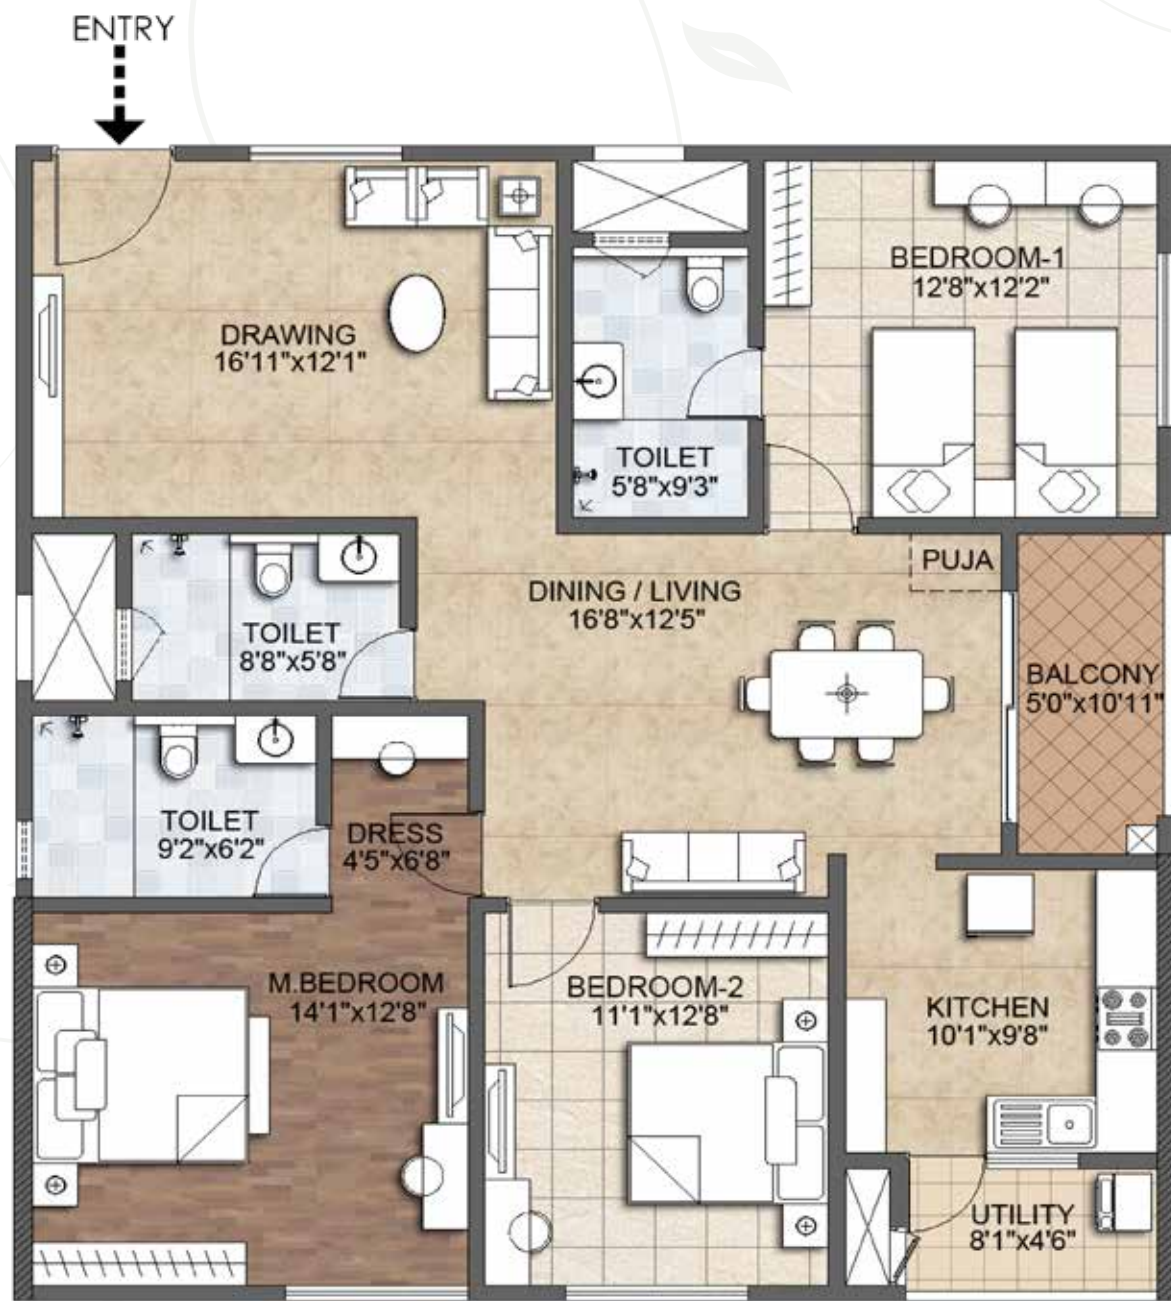 ENTRY
DRAWING
16'11"x12'1"
BEDROOM-1
12'8"x12'2"
TOILET
5'8"x9'3"
PUJA
DINING / LIVING
16'8"x12'5"
TOILET
8'8"x5'8"
BALCONY
5'0"x10'11"
TOILET
9'2"x6'2"
DRESS
4'5"x6'8"
M.BEDROOM
14'1"x12'8"
BEDROOM-2
11'1"x12'8"
KITCHEN
10'1"x9'8"
UTILITY
8'1"x4'6"